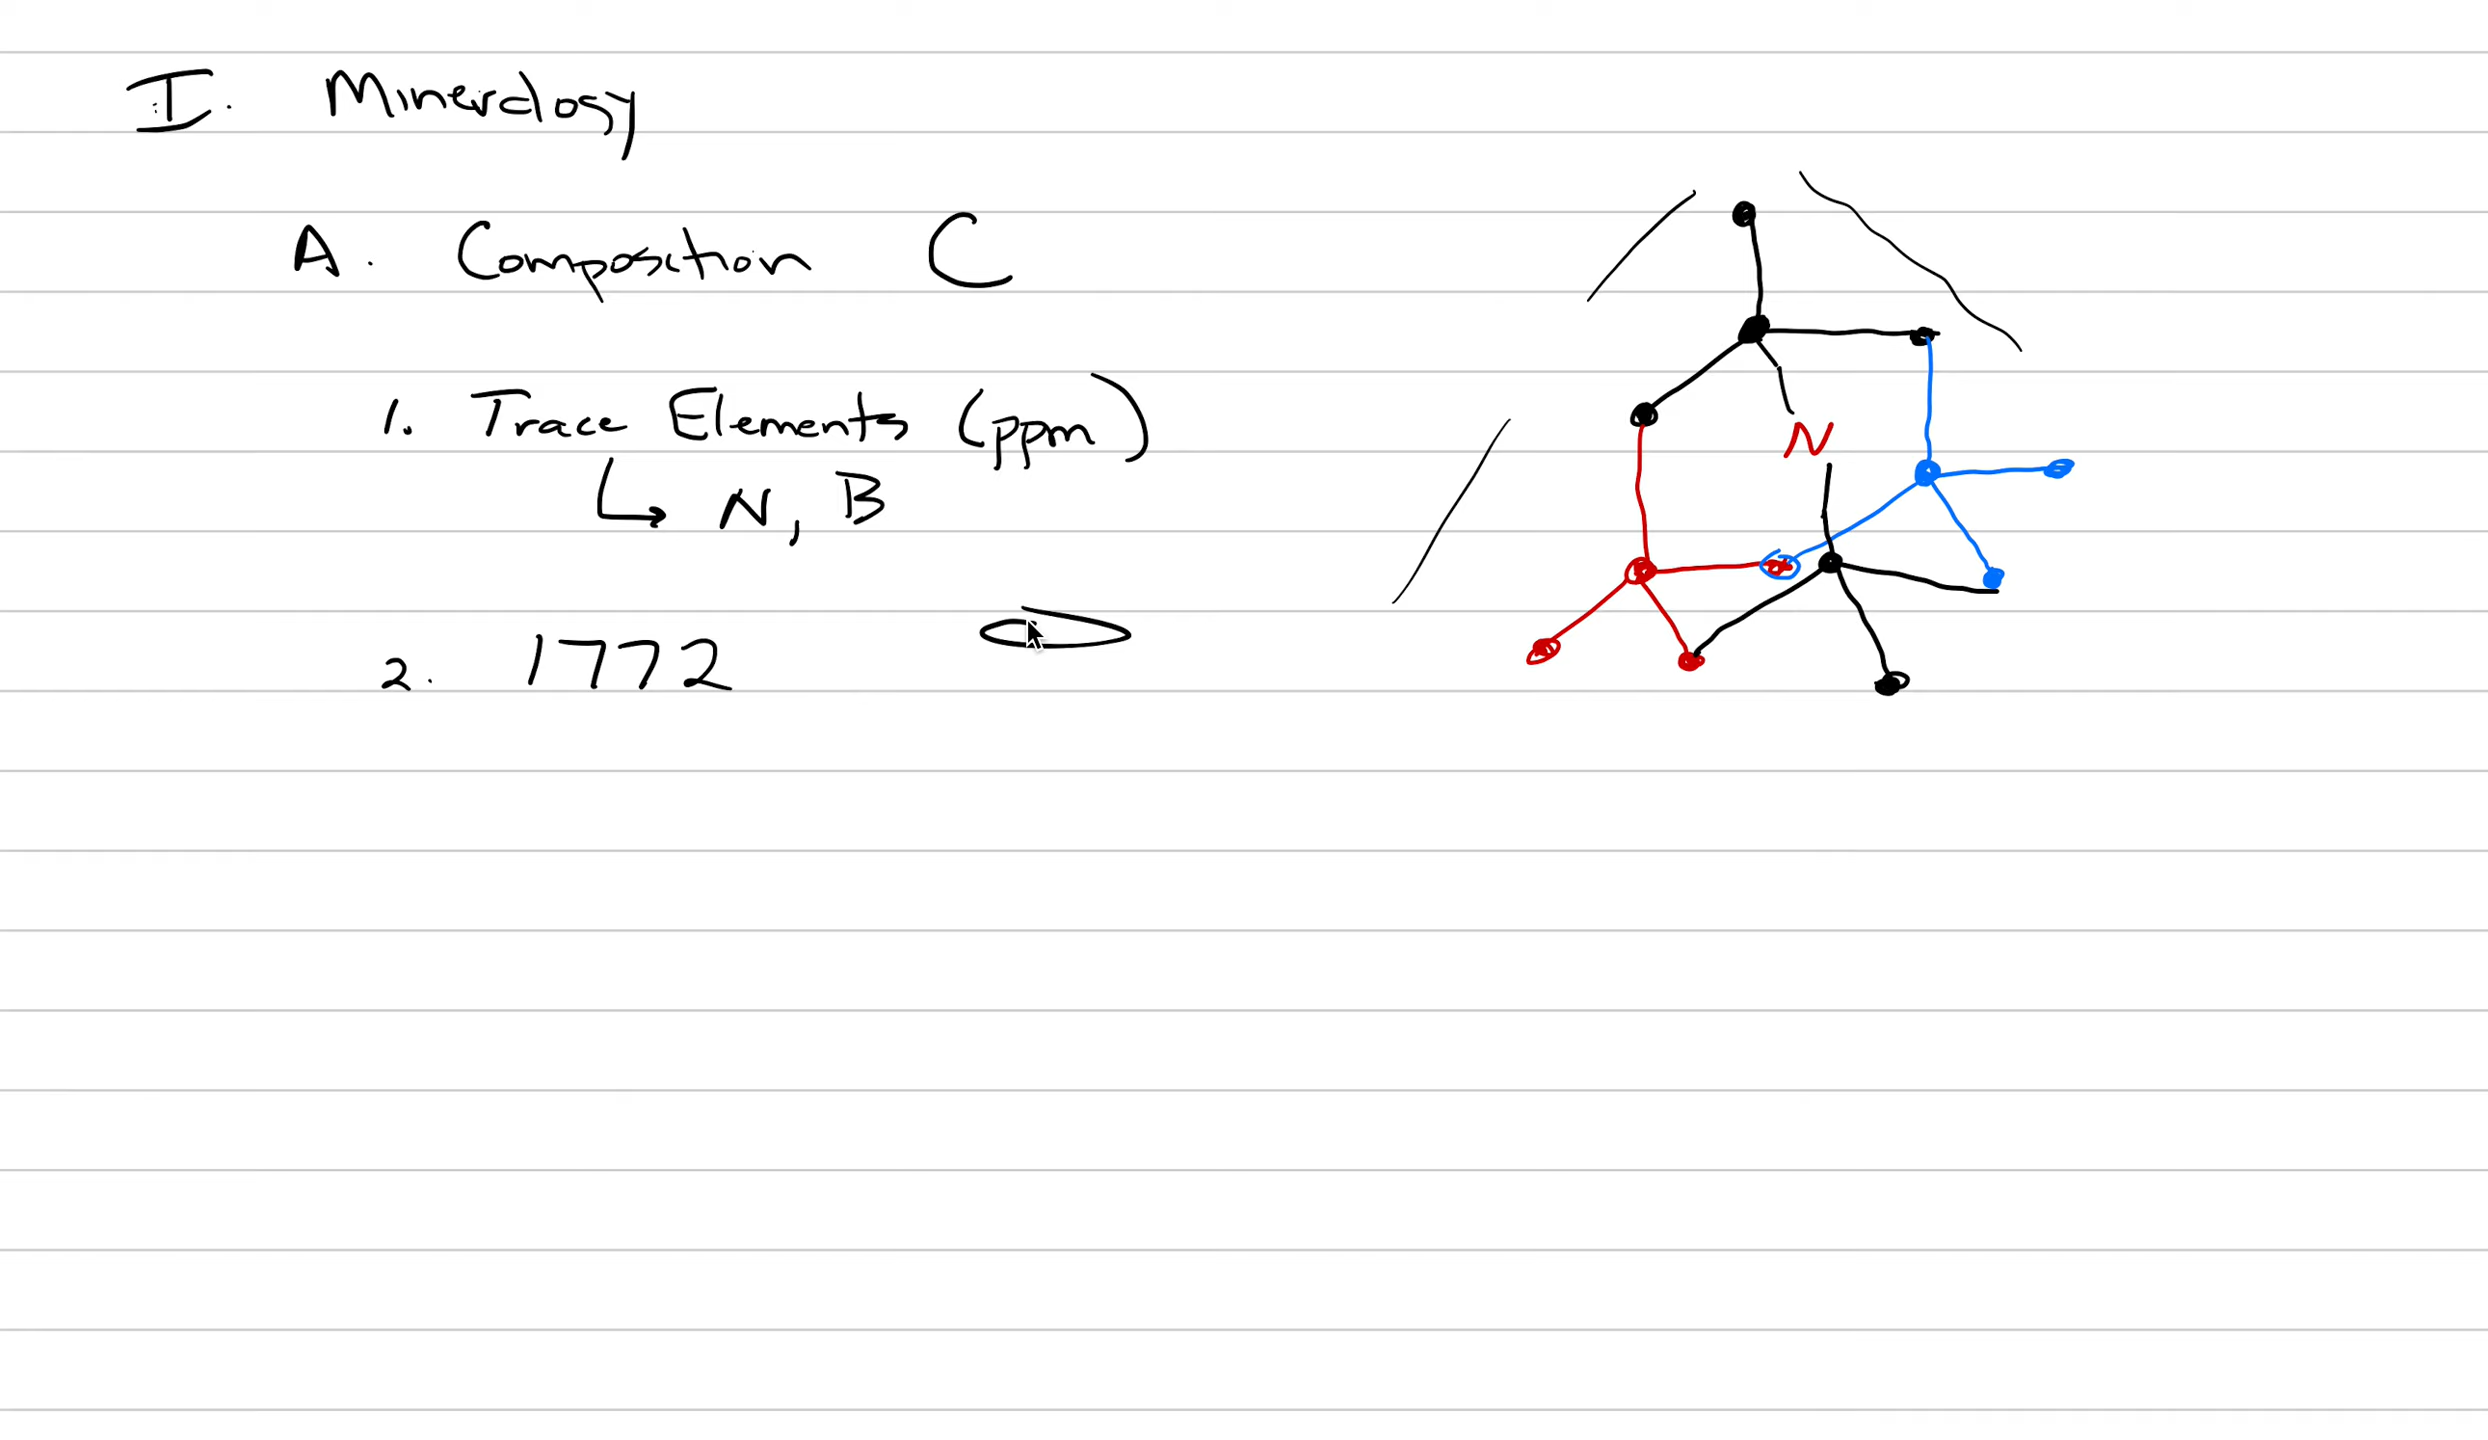 I. Mineralogy
A. Composition C
1. Trace Elements (ppm)
N, B
2. 1772
N